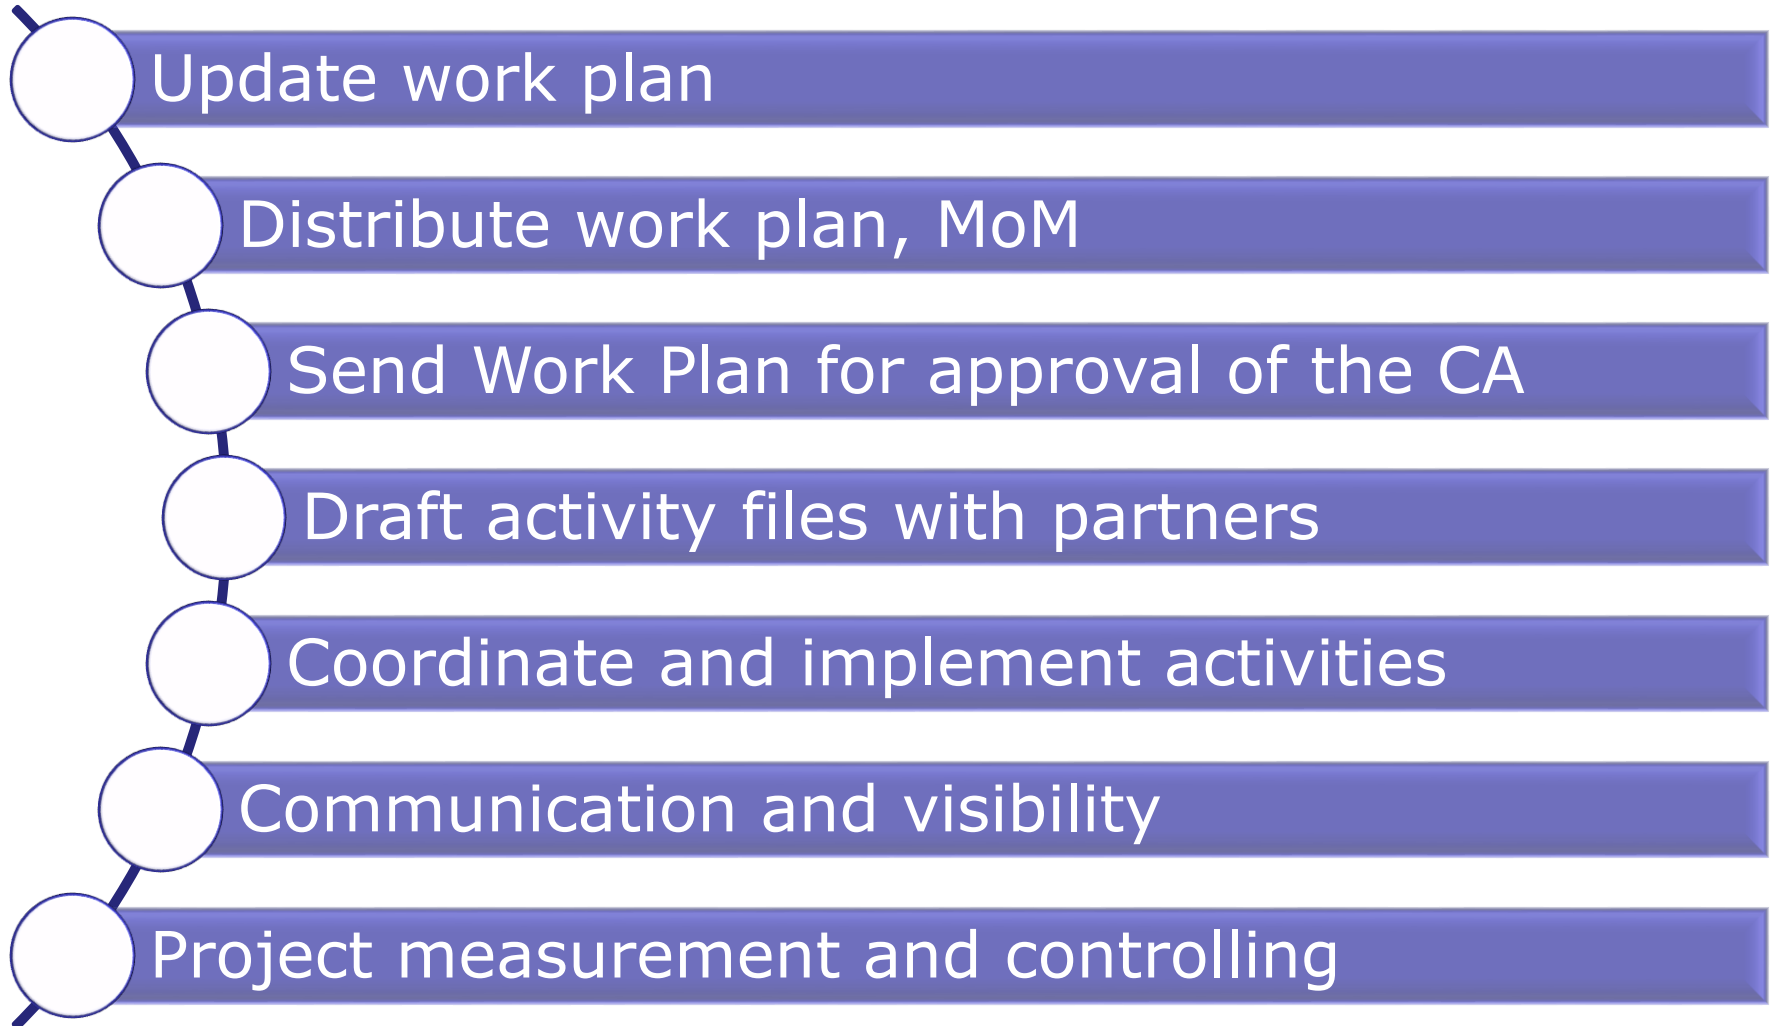 Update work plan
Distribute work plan, MoM
Send Work Plan for approval of the CA
Draft activity files with partners
Coordinate and implement activities
Communication and visibility
Project measurement and controlling